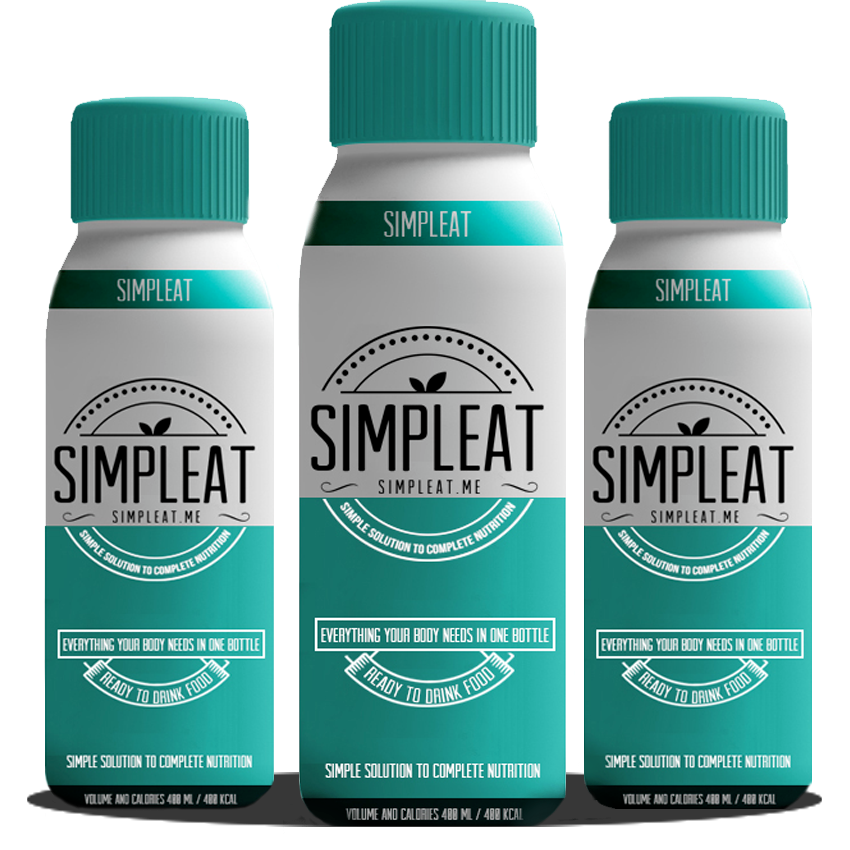 SIMPLEAT
SIMPLEAT
SIMPLEAT.ME
SIMPLE SOLUTION TO COMPLETE NUTRITION
EVERYTHING YOUR BODY NEEDS IN ONE BOTTLE
READY TO DRINK FOOD
SIMPLE SOLUTION TO COMPLETE NUTRITION
VOLUME AND CALORIES 400 ML / 400 KCAL
SIMPLEAT
SIMPLEAT
SIMPLEAT.ME
SIMPLE SOLUTION TO COMPLETE NUTRITION
EVERYTHING YOUR BODY NEEDS IN ONE BOTTLE
READY TO DRINK FOOD
SIMPLE SOLUTION TO COMPLETE NUTRITION
VOLUME AND CALORIES 400 ML / 400 KCAL
SIMPLEAT
SIMPLEAT
SIMPLEAT.ME
SIMPLE SOLUTION TO COMPLETE NUTRITION
EVERYTHING YOUR BODY NEEDS IN ONE BOTTLE
READY TO DRINK FOOD
SIMPLE SOLUTION TO COMPLETE NUTRITION
VOLUME AND CALORIES 400 ML / 400 KCAL